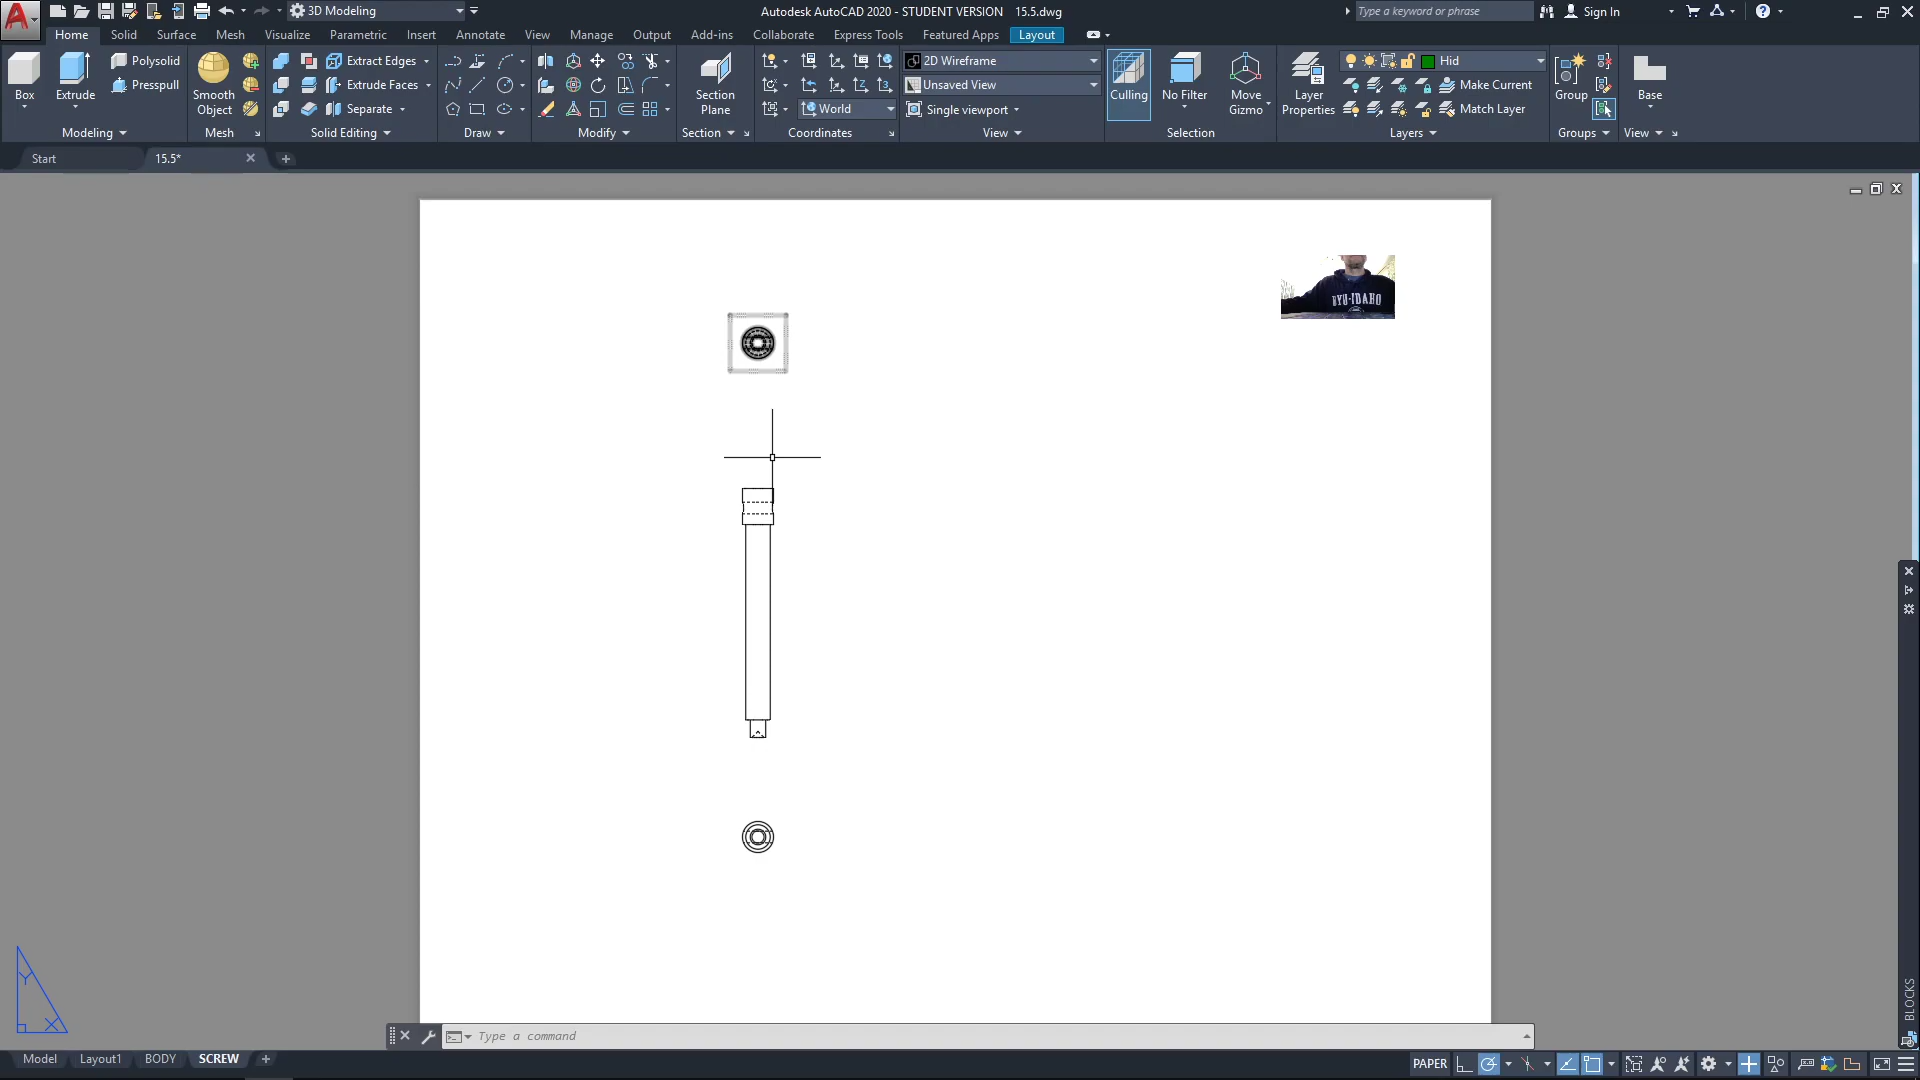 3D Modeling
Autodesk AutoCAD 2020 - STUDENT VERSION 15.5.dwg
Type a keyword or phrase
Sign In
Home Solid Surface Mesh Visualize Parametric Insert Annotate View Manage Output Add-ins Collaborate Express Tools Featured Apps Layout
Box
Extrude
Polysolid
Presspull
Modeling
Smooth
Object
Mesh
Extract Edges
Extrude Faces
Separate
Solid Editing
Draw
Modify
Section
Plane
Section
World
Coordinates
2D Wireframe
Unsaved View
Single viewport
View
Culling
No Filter
Move
Gizmo
Selection
Layer
Properties
Hid
Make Current
Match Layer
Layers
Group
Groups
Base
View
Start
15.5*
BYU-IDAHO
Y
X
BLOCKS
Type a command
Model Layout1 BODY SCREW
PAPER